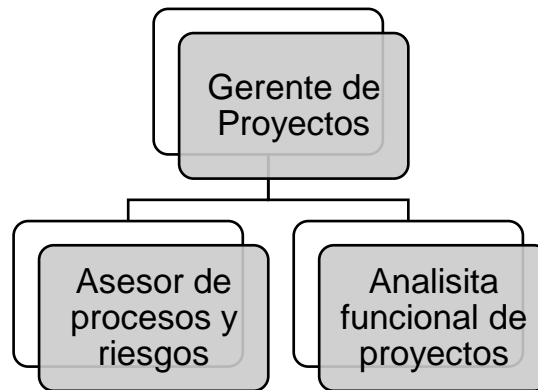 Gerente de
Proyectos
Asesor de
procesos y
riesgos
Analisita
funcional de
proyectos